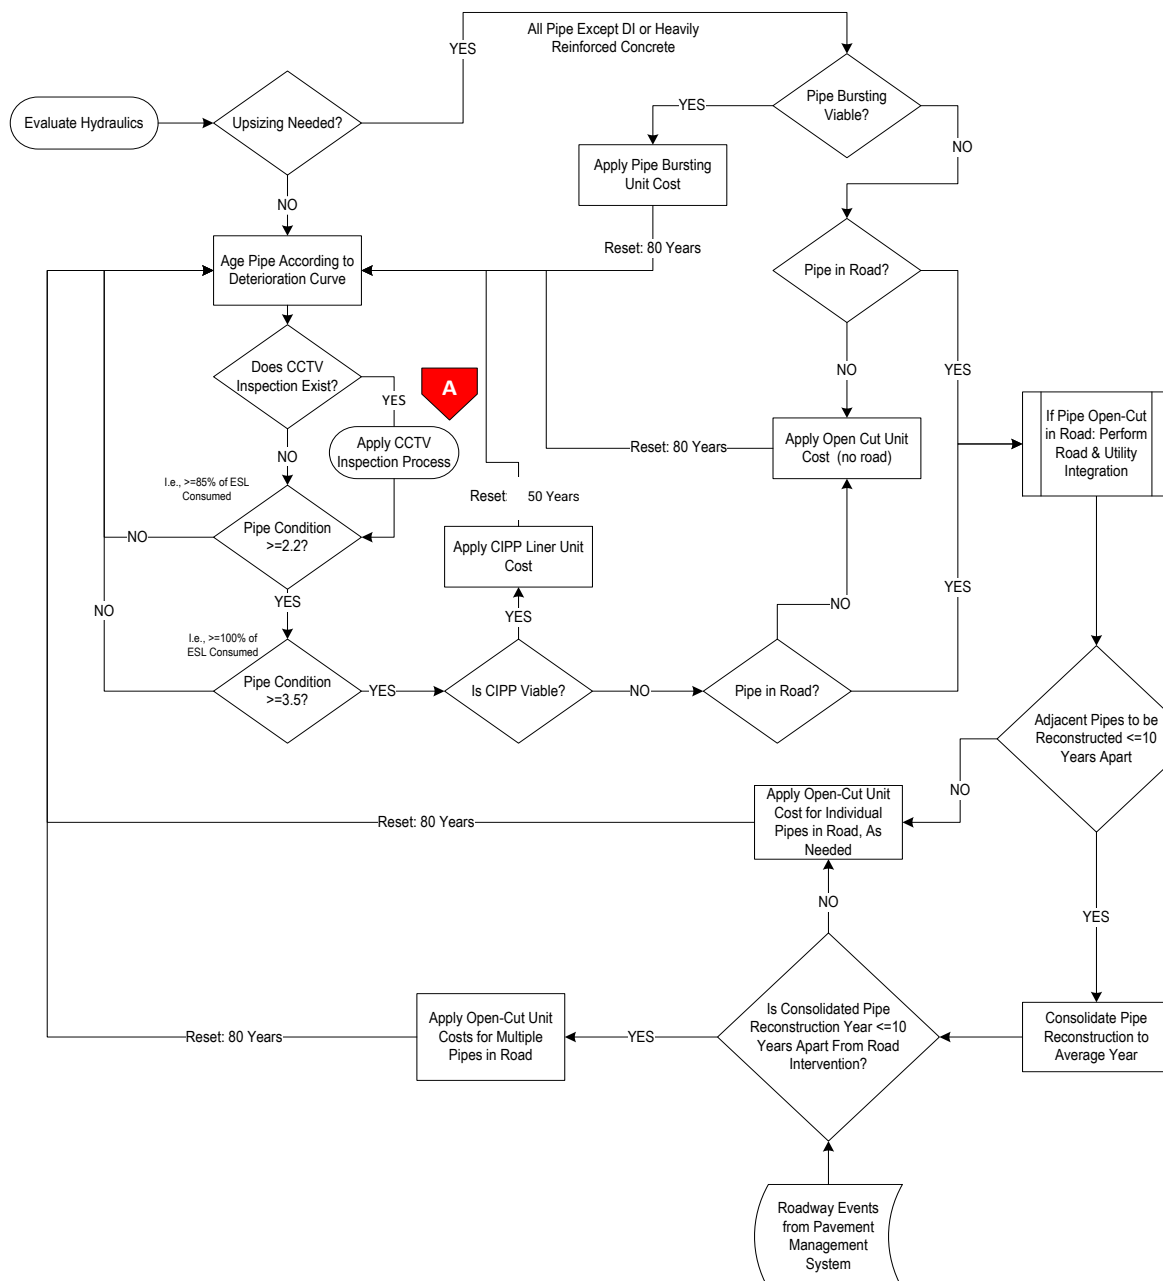 All Pipe Except DI or Heavily
Reinforced Concrete
YES
Evaluate Hydraulics
Upsizing Needed?
Pipe Bursting
Viable?
YES
NO
Apply Pipe Bursting
Unit Cost
NO
Reset: 80 Years
Age Pipe According to
Deterioration Curve
Pipe in Road?
Does CCTV
Inspection Exist?
YES
A
NO
YES
Apply CCTV
Inspection Process
NO
Reset: 80 Years
Apply Open Cut Unit
Cost (no road)
If Pipe Open-Cut
in Road: Perform
Road & Utility
Integration
I.e., >=85% of ESL
Consumed
Reset: 50 Years
Pipe Condition
>=2.2?
NO
Apply CIPP Liner Unit
Cost
YES
NO
YES
NO
YES
I.e., >=100% of
ESL Consumed
Pipe Condition
>=3.5?
YES
Is CIPP Viable?
NO
Pipe in Road?
Adjacent Pipes to be
Reconstructed <=10
Years Apart
NO
Apply Open-Cut Unit
Cost for Individual
Pipes in Road, As
Needed
Reset: 80 Years
NO
YES
Is Consolidated Pipe
Reconstruction Year <=10
Years Apart From Road
Intervention?
YES
Apply Open-Cut Unit
Costs for Multiple
Pipes in Road
Reset: 80 Years
Consolidate Pipe
Reconstruction to
Average Year
Roadway Events
from Pavement
Management
System